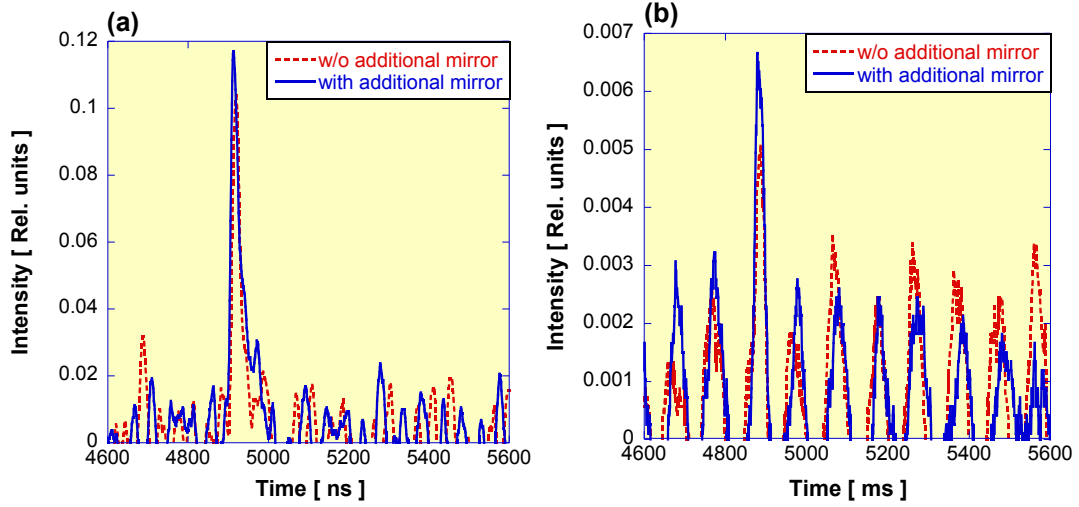 (a)
0.12
0.1
0.08
0.06
0.04
0.02
0
4600 4800 5000 5200 5400 5600
Intensity [ Rel. units ]
Time [ ns ]
w/o additional mirror
with additional mirror
(b)
0.007
0.006
0.005
0.004
0.003
0.002
0.001
0
4600 4800 5000 5200 5400 5600
Intensity [ Rel. units ]
Time [ ms ]
w/o additional mirror
with additional mirror